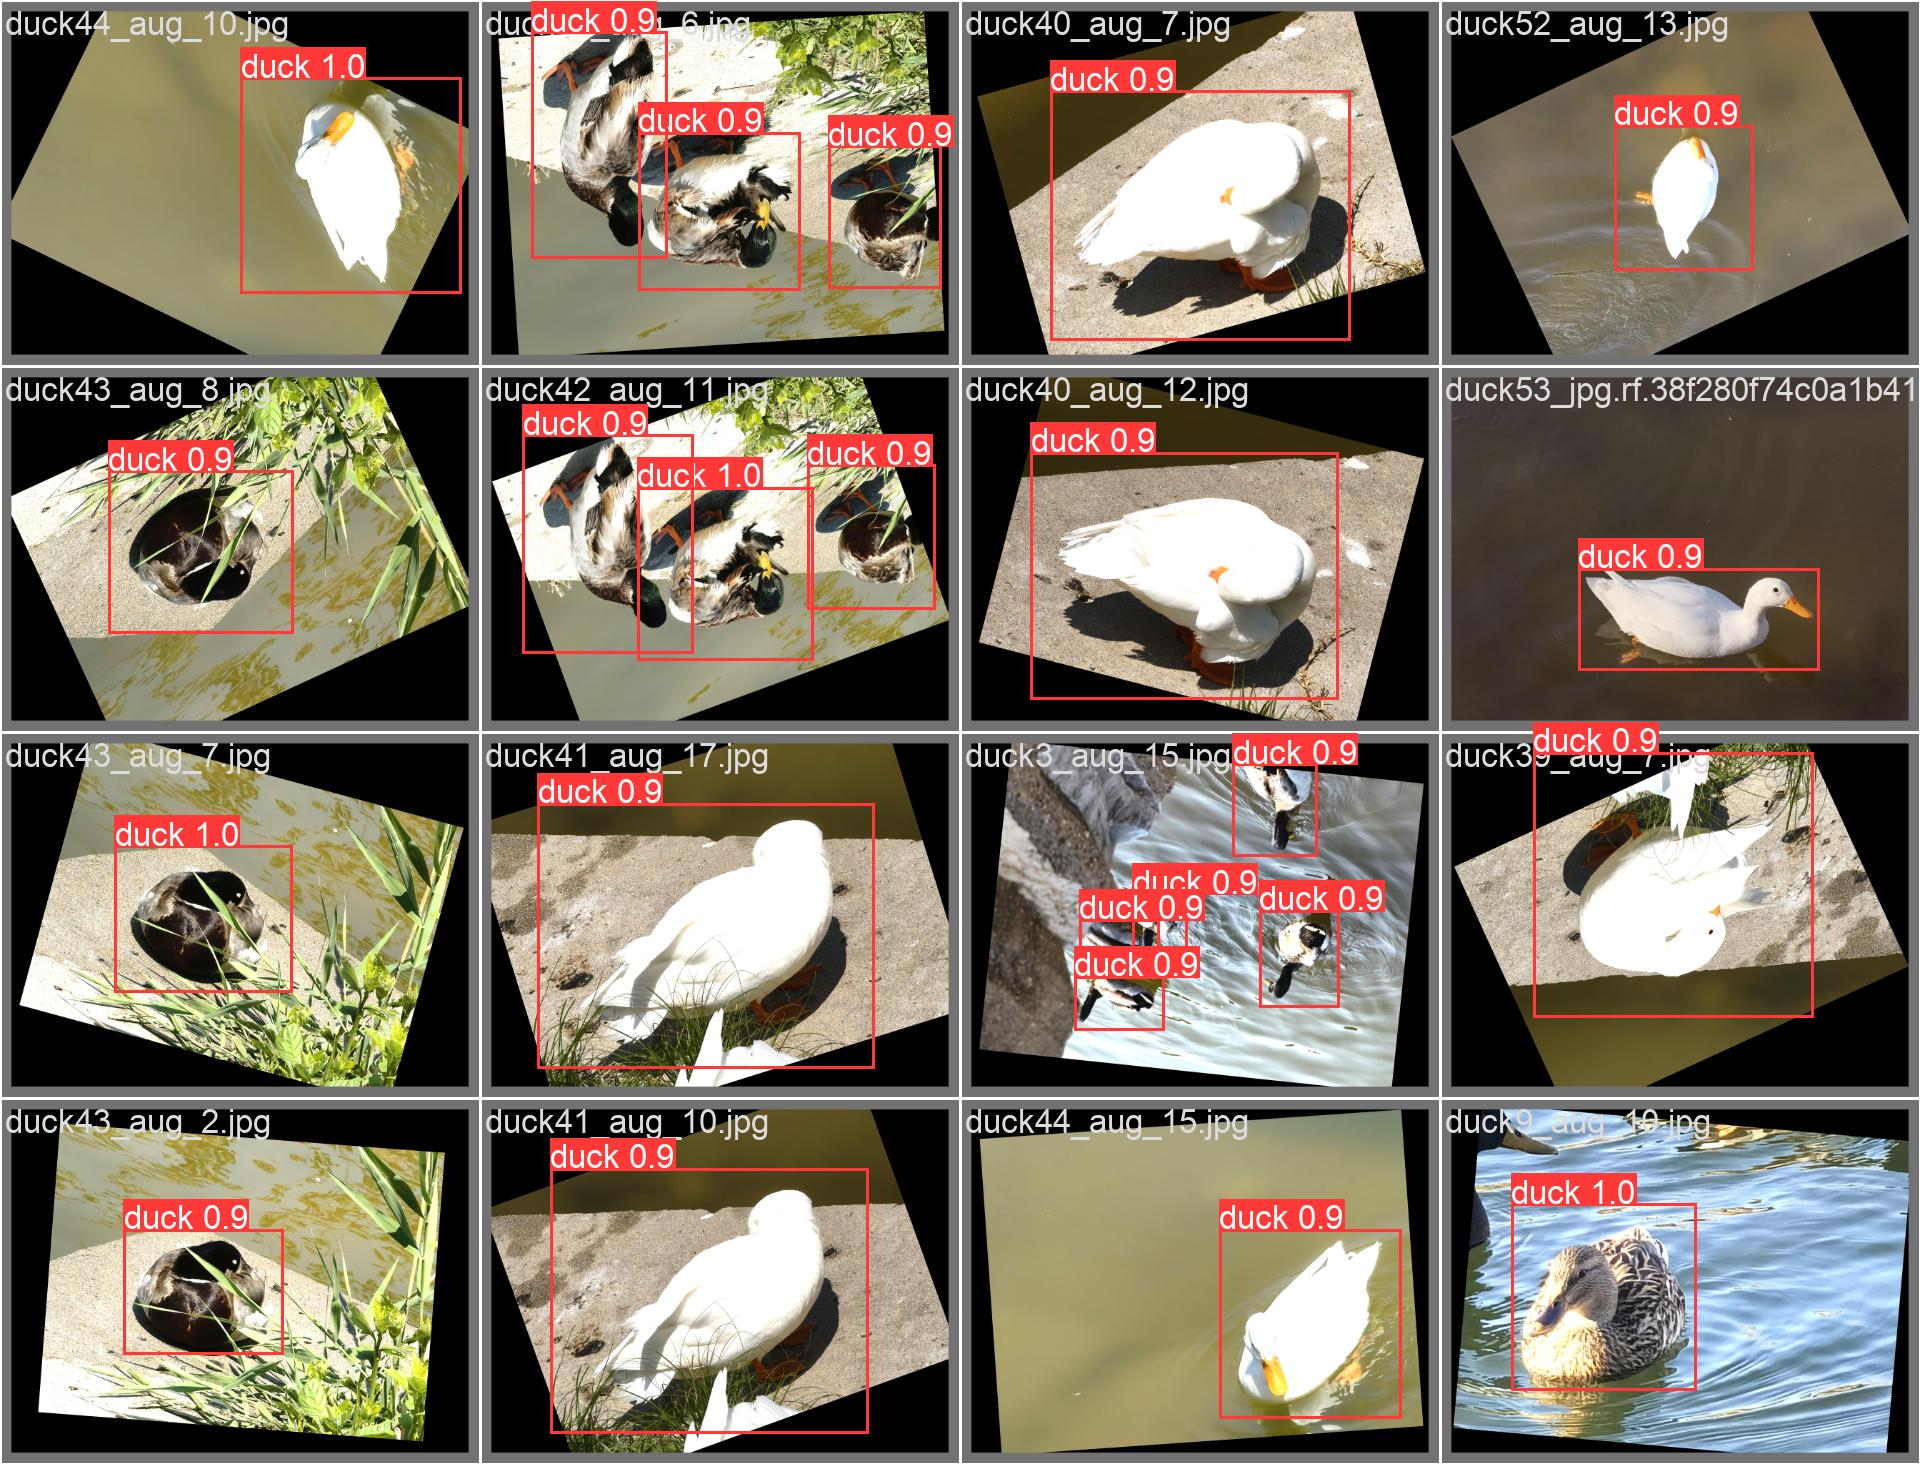 duck44_aug_10.jpg
duck 1.0
duck 0.9
duck 0.9
duck 0.9
duck40_aug_7.jpg
duck 0.9
duck52_aug_13.jpg
duck 0.9
duck43_aug_8.jpg
duck 0.9
duck42_aug_11.jpg
duck 0.9
duck 1.0
duck 0.9
duck40_aug_12.jpg
duck 0.9
duck53_jpg.rf.38f280f74c0a1b41
duck 0.9
duck43_aug_7.jpg
duck 1.0
duck41_aug_17.jpg
duck 0.9
duck3_aug_15.jpg
duck 0.9
duck 0.9
duck 0.9
duck 0.9
duck 0.9
duck39_aug_7.jpg
duck 0.9
duck43_aug_2.jpg
duck 0.9
duck41_aug_10.jpg
duck 0.9
duck44_aug_15.jpg
duck 0.9
duck9_aug_10.jpg
duck 1.0